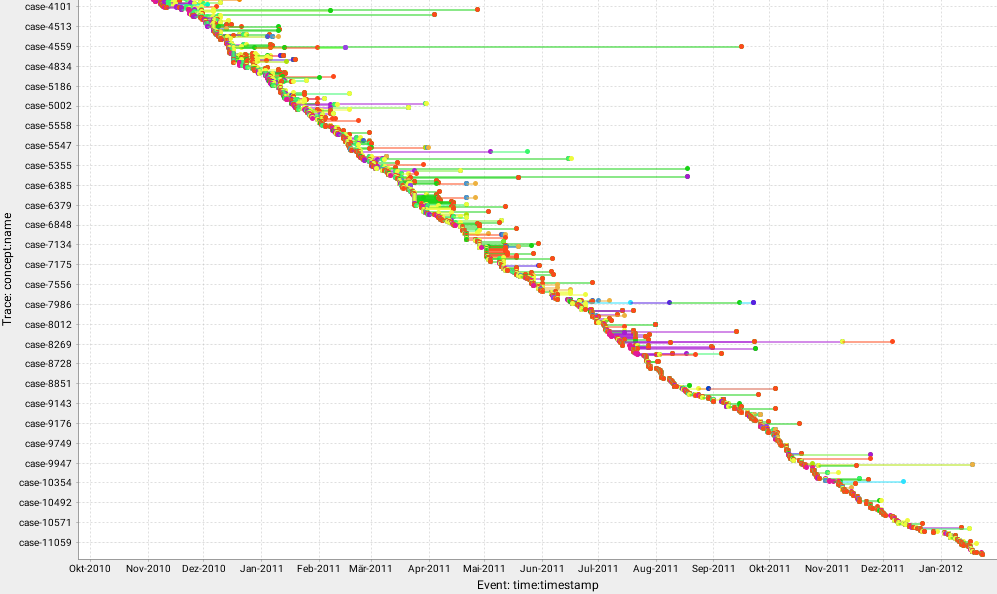 case-4101
case-4513
case-4559
case-4834
case-5186
case-5002
case-5558
case-5547
case-5355
case-6385
case-6379
case-6848
case-7134
case-7175
case-7556
case-7986
case-8012
case-8269
case-8728
case-8851
case-9143
case-9176
case-9749
case-9947
case-10354
case-10492
case-10571
case-11059
Trace: concept:name
Okt-2010 Nov-2010 Dez-2010 Jan-2011 Feb-2011 Mär-2011 Apr-2011 Mai-2011 Jun-2011 Jul-2011 Aug-2011 Sep-2011 Okt-2011 Nov-2011 Dez-2011 Jan-2012
Event: time:timestamp